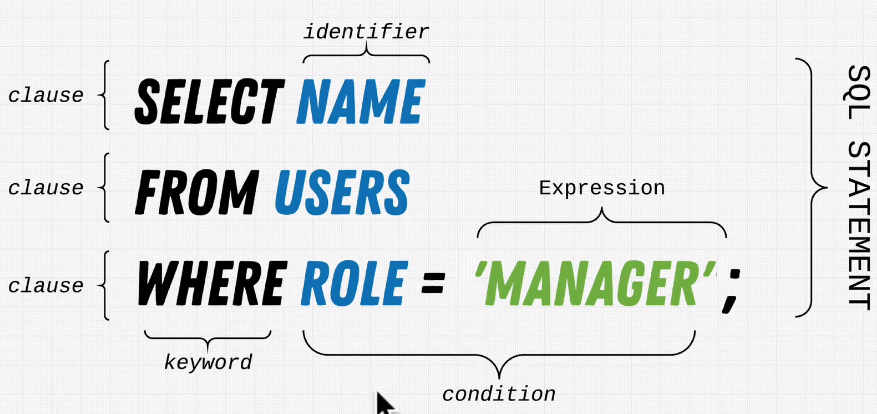 identifier
clause SELECT NAME
clause FROM USERS
Expression
clause WHERE ROLE = 'MANAGER' ;
keyword
condition
SQL STATEMENT